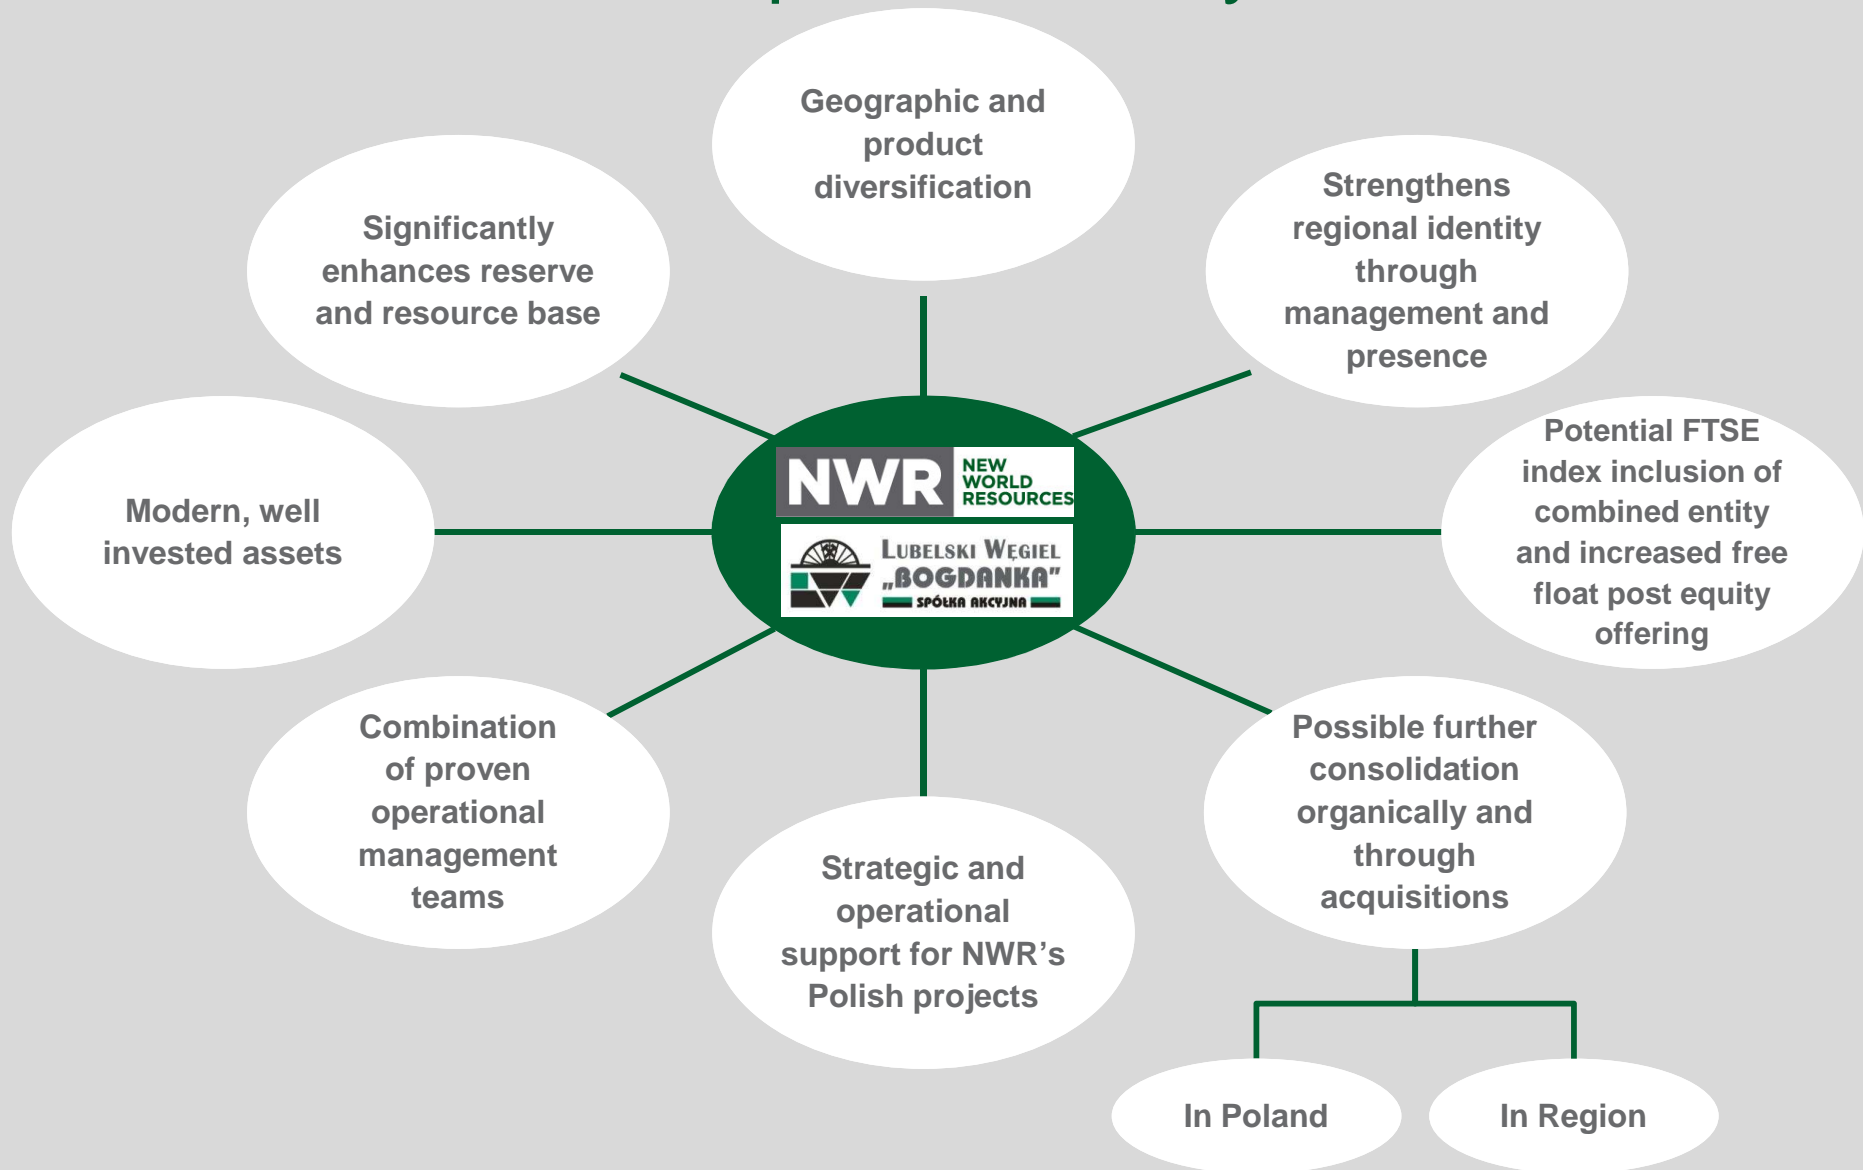 Geographic and
product
diversification
Significantly
enhances reserve
and resource base
Strengthens
regional identity
through
management and
presence
Modern, well
invested assets
NWR NEW
WORLD
RESOURCES
LUBELSKI WĘGIEL
„BOGDANKA”
SPÓŁKA AKCYJNA
Potential FTSE
index inclusion of
combined entity
and increased free
float post equity
offering
Combination
of proven
operational
management
teams
Strategic and
operational
support for NWR’s
Polish projects
Possible further
consolidation
organically and
through
acquisitions
In Poland
In Region